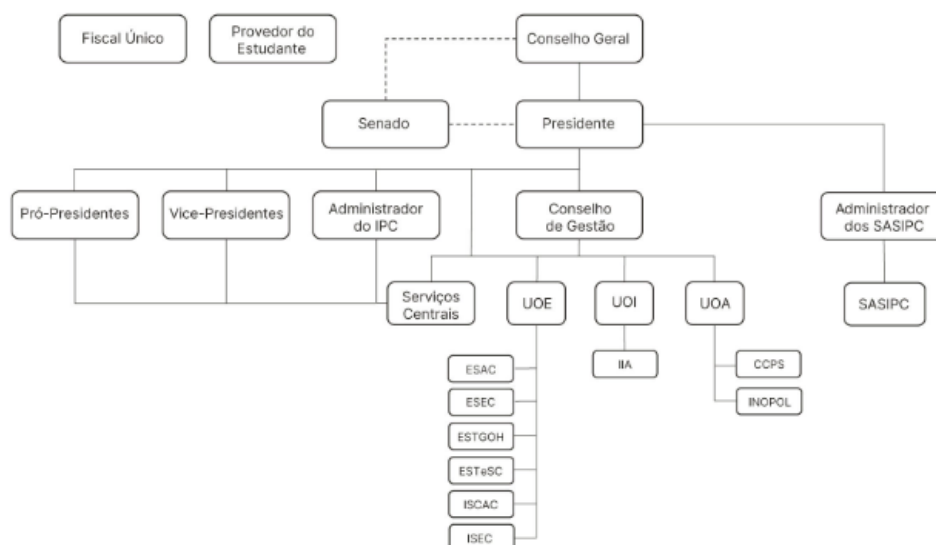 Fiscal Único
Provedor do
Estudante
Conselho Geral
Senado
Presidente
Pró-Presidentes
Vice-Presidentes
Administrador
do IPC
Conselho
de Gestão
Administrador
dos SASIPC
Serviços
Centrais
UOE
UOI
UOA
SASIPC
ESAC
IIA
CCPS
ESEC
INOPOL
ESTGOH
ESTeSC
ISCAC
ISEC